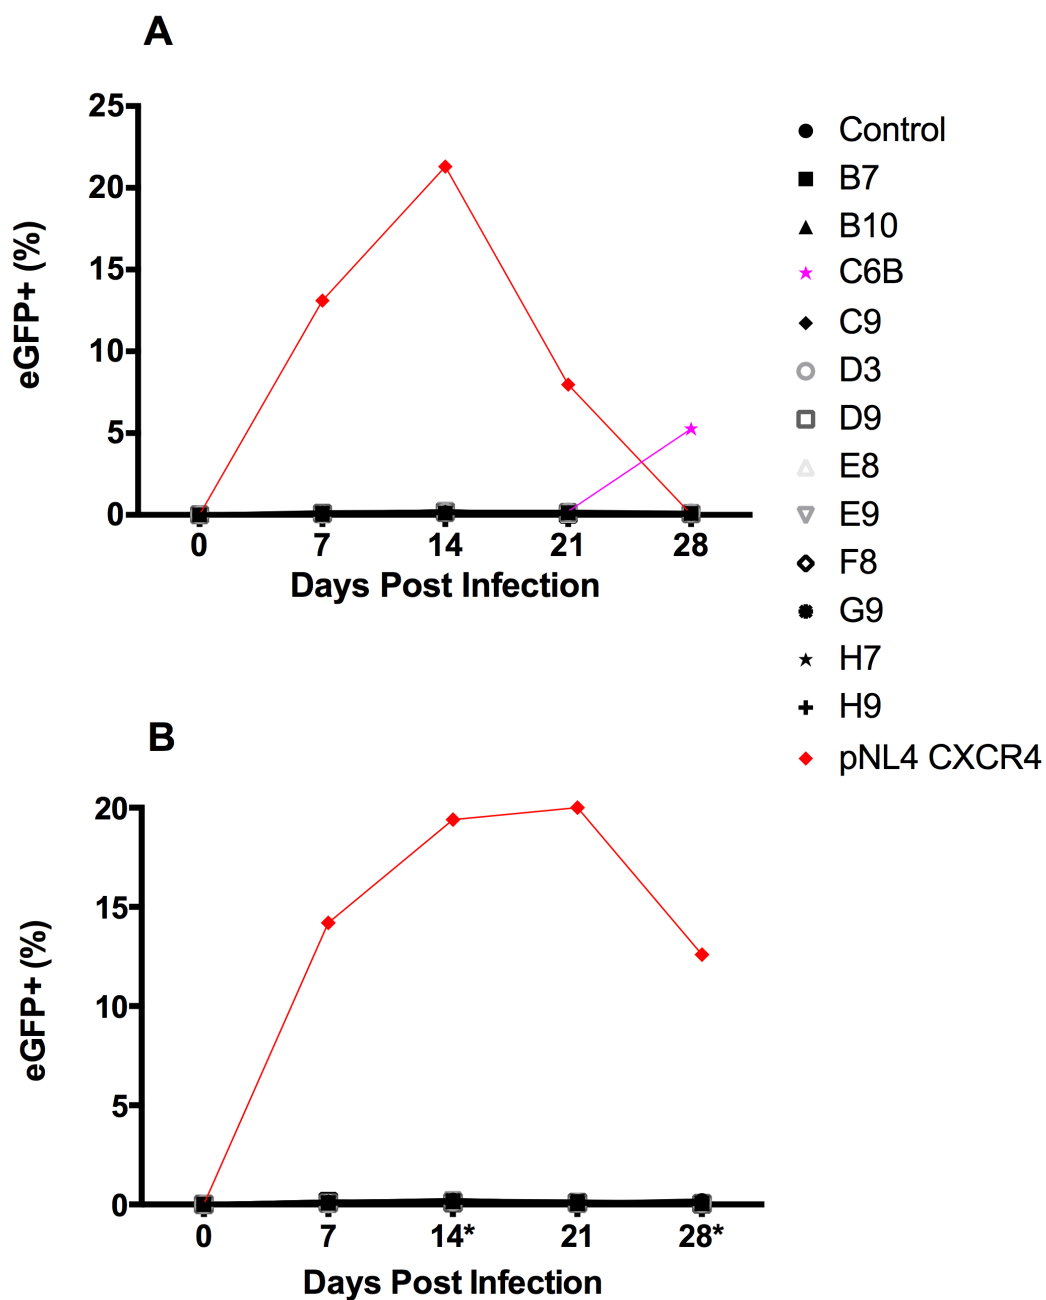 A
25
20
15
10
5
0
eGFP+ (%)
0 7 14 21 28
Days Post Infection
Control
B7
B10
C6B
C9
D3
D9
E8
E9
F8
G9
H7
H9
pNL4 CXCR4
B
20
15
10
5
0
eGFP+ (%)
0 7 14* 21 28*
Days Post Infection